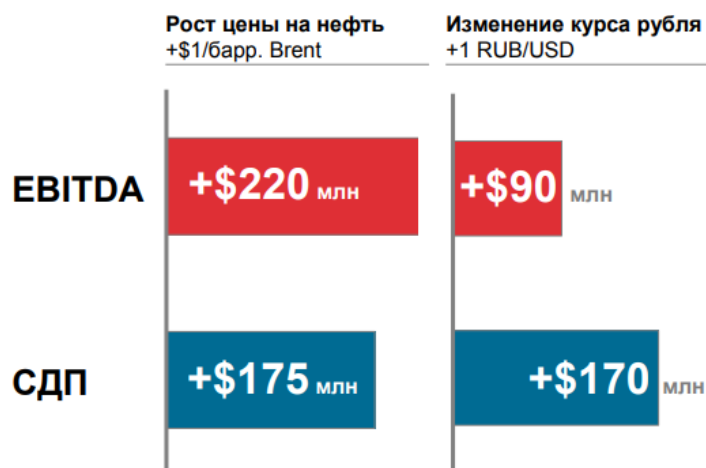 Рост цены на нефть
+$1/барр. Brent
Изменение курса рубля
+1 RUB/USD
EBITDA
+$220 млн
+$90 млн
СДП
+$175 млн
+$170 млн